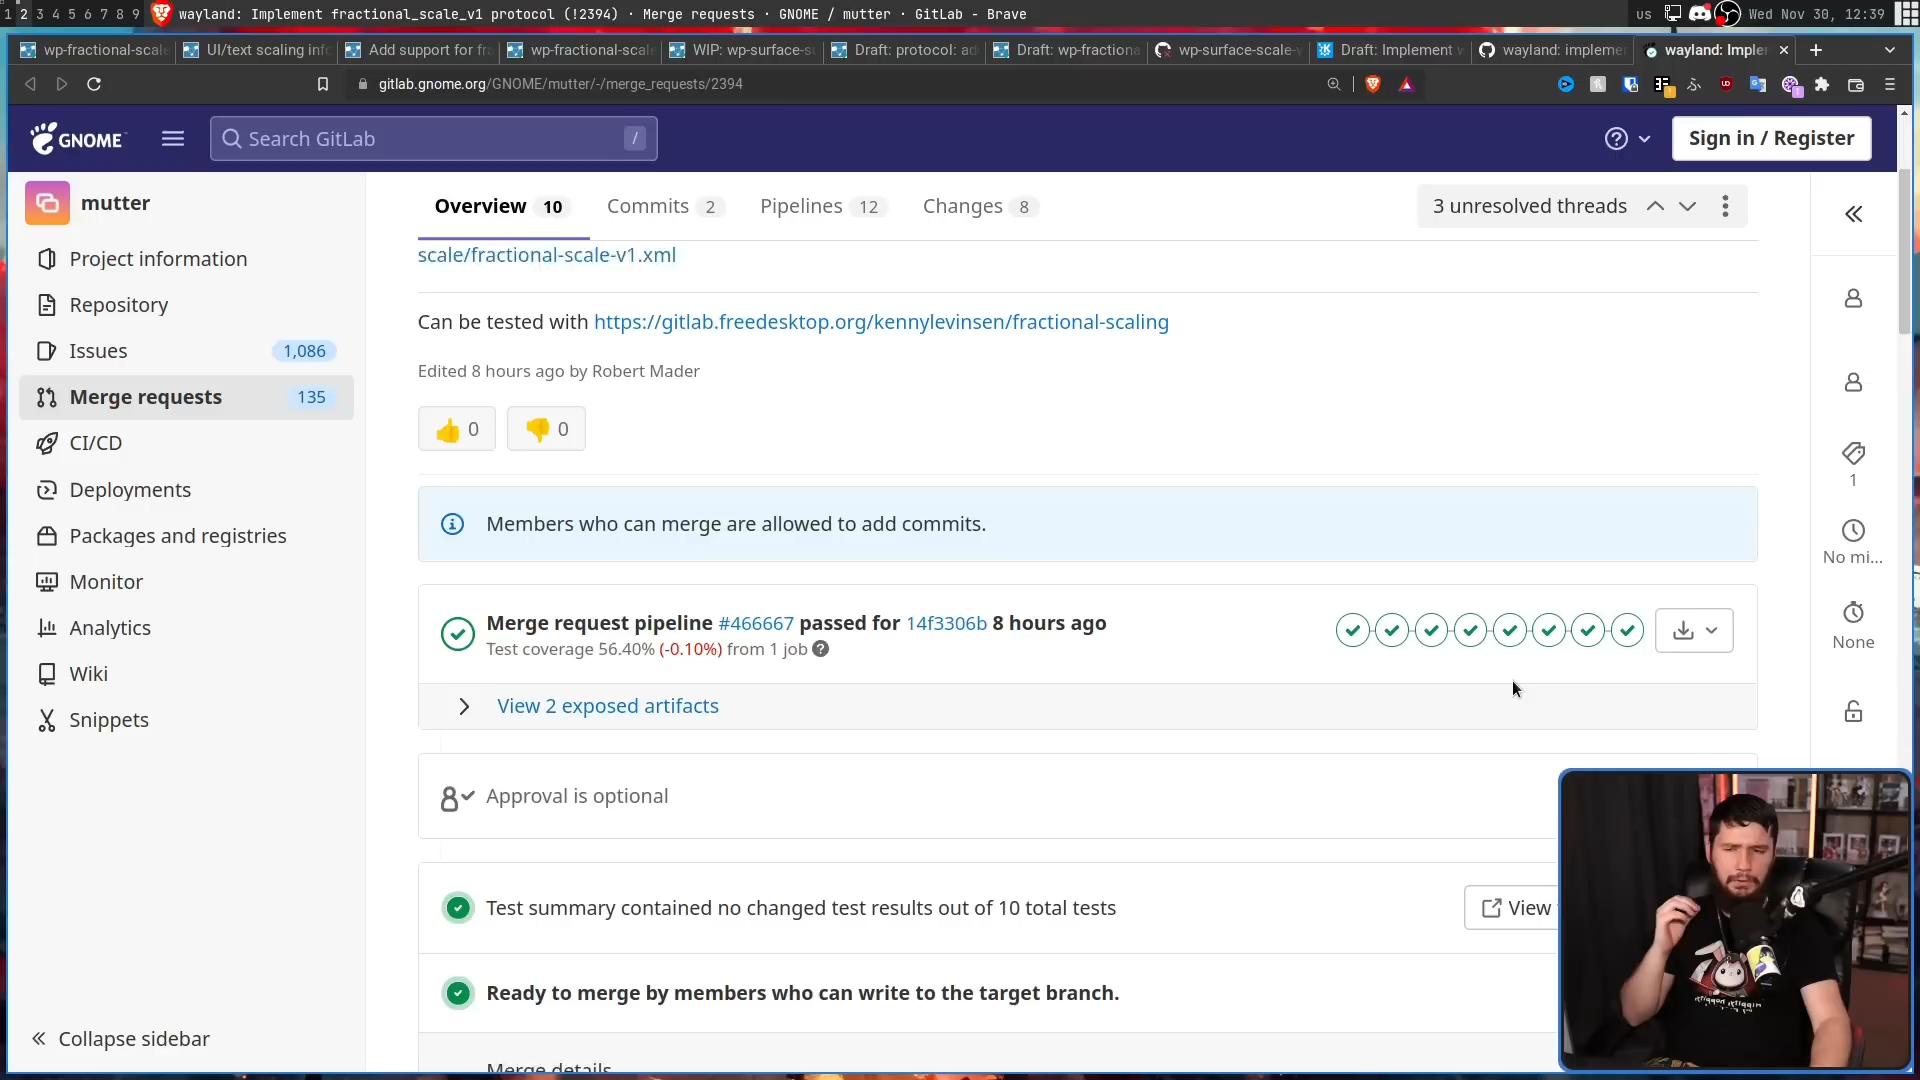 1 2 3 4 5 6 7 8 9 wayland: Implement fractional_scale_v1 protocol (!2394) · Merge requests · GNOME / mutter · GitLab - Brave us Wed Nov 30, 12:39
wp-fractional-scale UI/text scaling info Add support for fra wp-fractional-scale WIP: wp-surface-s Draft: protocol: ad Draft: wp-fractiona wp-surface-scale-v Draft: Implement w wayland: impleme wayland: Imple
gitlab.gnome.org/GNOME/mutter/-/merge_requests/2394
GNOME Search GitLab / Sign in / Register
mutter
Project information
Repository
Issues 1,086
Merge requests 135
CI/CD
Deployments
Packages and registries
Monitor
Analytics
Wiki
Snippets
Collapse sidebar
Overview 10 Commits 2 Pipelines 12 Changes 8 3 unresolved threads
scale/fractional-scale-v1.xml
Can be tested with https://gitlab.freedesktop.org/kennylevinsen/fractional-scaling
Edited 8 hours ago by Robert Mader
0 0
Members who can merge are allowed to add commits.
Merge request pipeline #466667 passed for 14f3306b 8 hours ago
Test coverage 56.40% (-0.10%) from 1 job
View 2 exposed artifacts
Approval is optional
Test summary contained no changed test results out of 10 total tests View
Ready to merge by members who can write to the target branch.
Merge details
1
No mi...
None